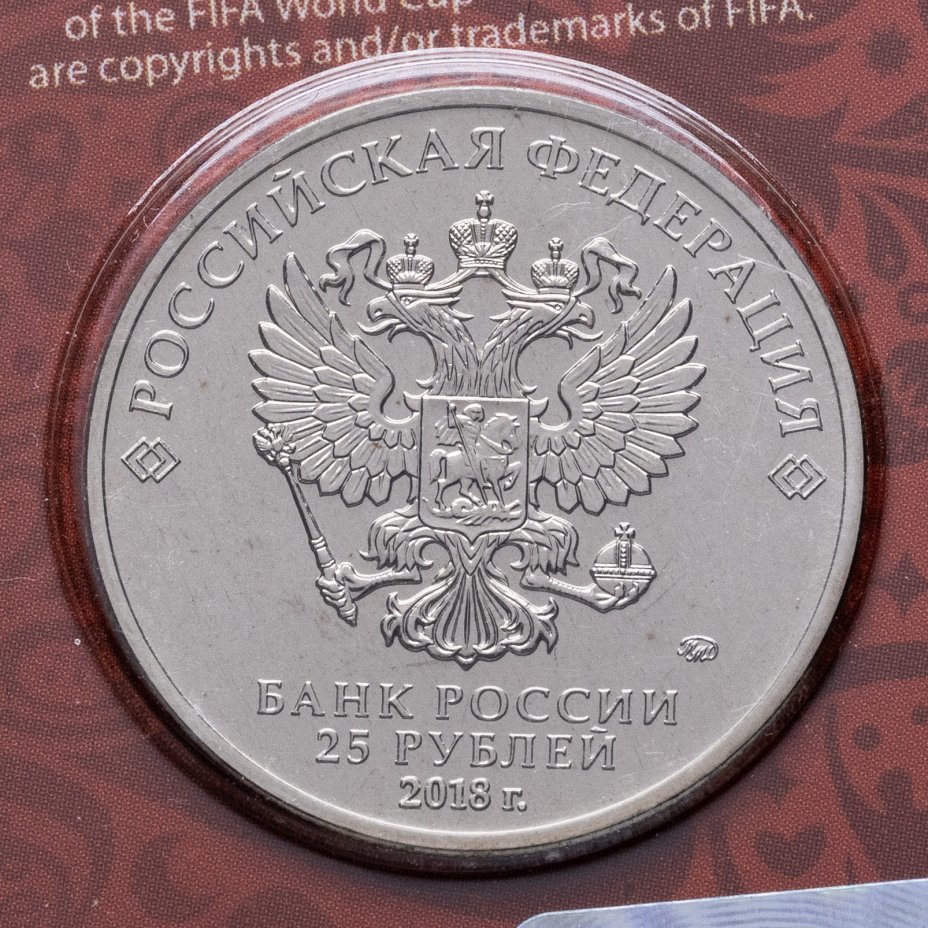 of the FIFA World Cup
are copyrights and/or trademarks of FIFA.
РОССИЙСКАЯ ФЕДЕРАЦИЯ
БАНК РОССИИ
25 РУБЛЕЙ
2018 г.